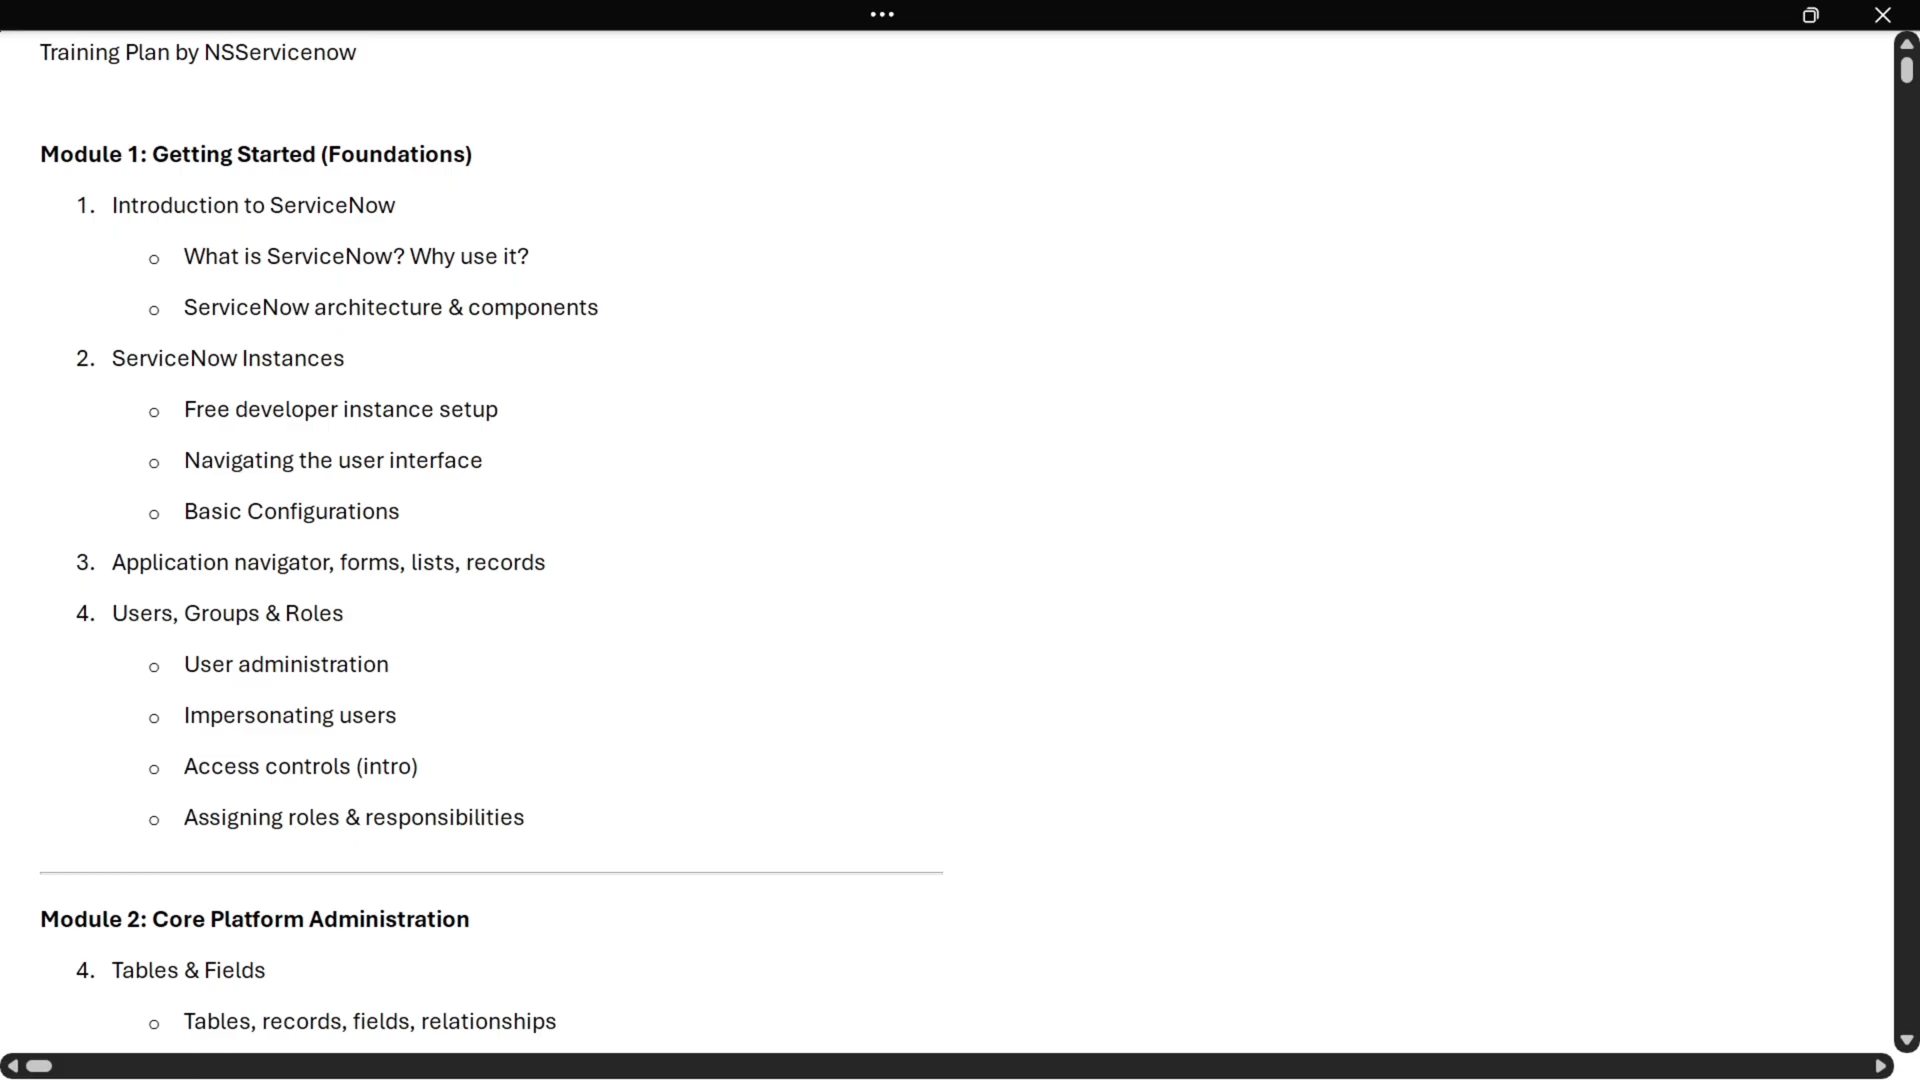 Training Plan by NSServicenow
Module 1: Getting Started (Foundations)
1. Introduction to ServiceNow
o What is ServiceNow? Why use it?
o ServiceNow architecture & components
2. ServiceNow Instances
o Free developer instance setup
o Navigating the user interface
o Basic Configurations
3. Application navigator, forms, lists, records
4. Users, Groups & Roles
o User administration
o Impersonating users
o Access controls (intro)
o Assigning roles & responsibilities
Module 2: Core Platform Administration
4. Tables & Fields
o Tables, records, fields, relationships